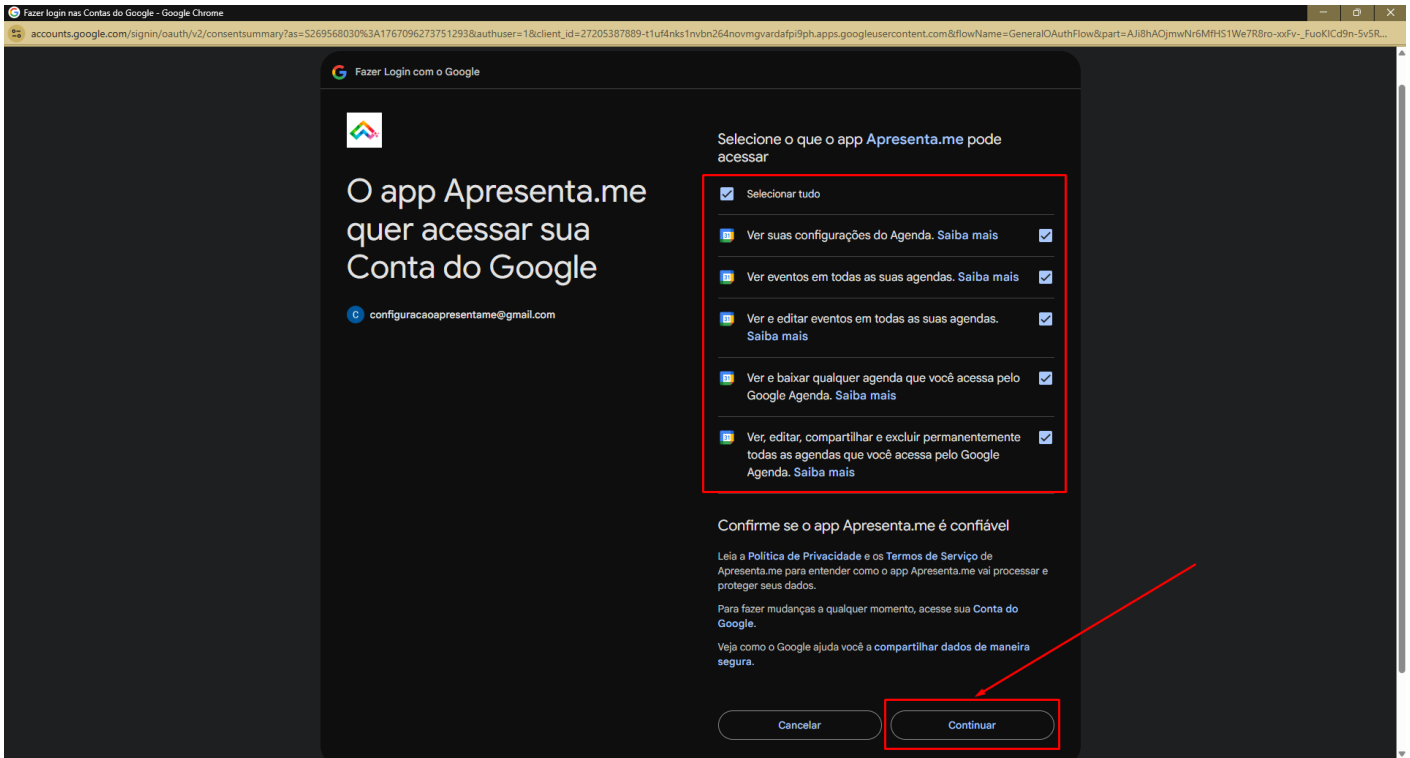 Fazer login nas Contas do Google - Google Chrome
accounts.google.com/signin/oauth/v2/consentsummary?as=S269568030%3A1767096273751293&authuser=1&client_id=27205387889-t1uf4nks1nvbn264novmgvardafpi9ph.apps.googleusercontent.com&flowName=GeneralOAuthFlow&part=AJi8hAOjmwNr6MfHS1We7R8ro-xxFv-_FuoKICd9n-5v5R...
Fazer Login com o Google
O app Apresenta.me
quer acessar sua
Conta do Google
C configuracaoapresentame@gmail.com
Selecione o que o app Apresenta.me pode
acessar
Selecionar tudo
Ver suas configurações do Agenda. Saiba mais
Ver eventos em todas as suas agendas. Saiba mais
Ver e editar eventos em todas as suas agendas.
Saiba mais
Ver e baixar qualquer agenda que você acessa pelo
Google Agenda. Saiba mais
Ver, editar, compartilhar e excluir permanentemente
todas as agendas que você acessa pelo Google
Agenda. Saiba mais
Confirme se o app Apresenta.me é confiável
Leia a Política de Privacidade e os Termos de Serviço de
Apresenta.me para entender como o app Apresenta.me vai processar e
proteger seus dados.
Para fazer mudanças a qualquer momento, acesse sua Conta do
Google.
Veja como o Google ajuda você a compartilhar dados de maneira
segura.
Cancelar
Continuar